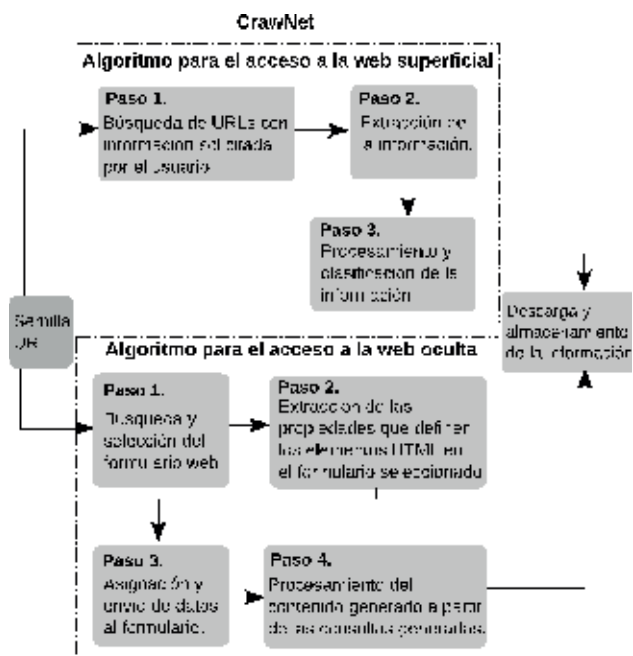 CrawNet
Algoritmo para el acceso a la web superficial
Paso 1.
Búsqueda de URLs con
información solicitada
por el usuario
Paso 2.
Extracción de
la información.
Paso 3.
Procesamiento y
clasificación de la
información
Semilla
URL
Descarga y
almacenamiento
de la información
Algoritmo para el acceso a la web oculta
Paso 1.
Búsqueda y
selección del
formulario web
Paso 2.
Extracción de las
propiedades que definen
los elementos HTML en
el formulario seleccionado
Paso 3.
Asignación y
envío de datos
al formulario.
Paso 4.
Procesamiento del
contenido generado a partir
de las consultas generadas.